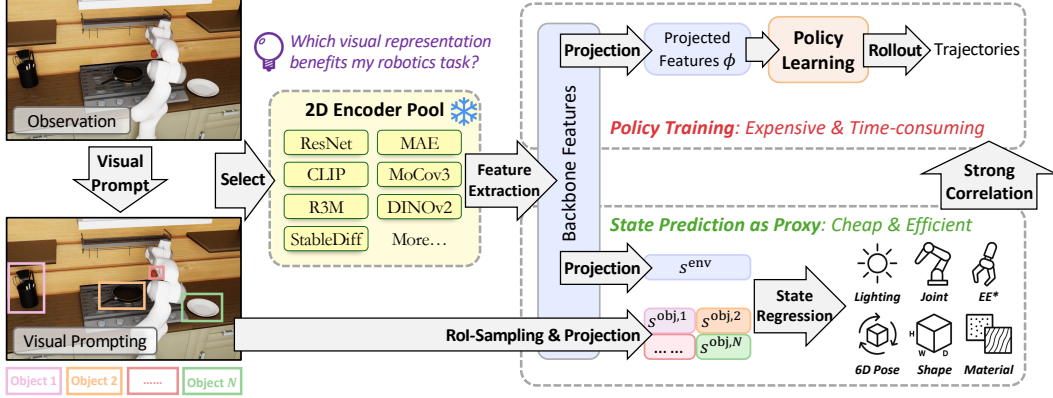 Observation
Visual
Prompt
Visual Prompting
Object 1
Object 2
......
Object N
Which visual representation
benefits my robotics task?
Select
2D Encoder Pool
ResNet
MAE
CLIP
MoCov3
R3M
DINOv2
StableDiff
More...
Feature
Extraction
Backbone Features
Projection
Projected
Features ϕ
Policy
Learning
Rollout
Trajectories
Policy Training: Expensive & Time-consuming
Strong
Correlation
State Prediction as Proxy: Cheap & Efficient
Projection
s^env
RoI-Sampling & Projection
s^obj,1
s^obj,2
... ...
s^obj,N
State
Regression
Lighting
Joint
EE*
H
W
D
6D Pose
Shape
Material